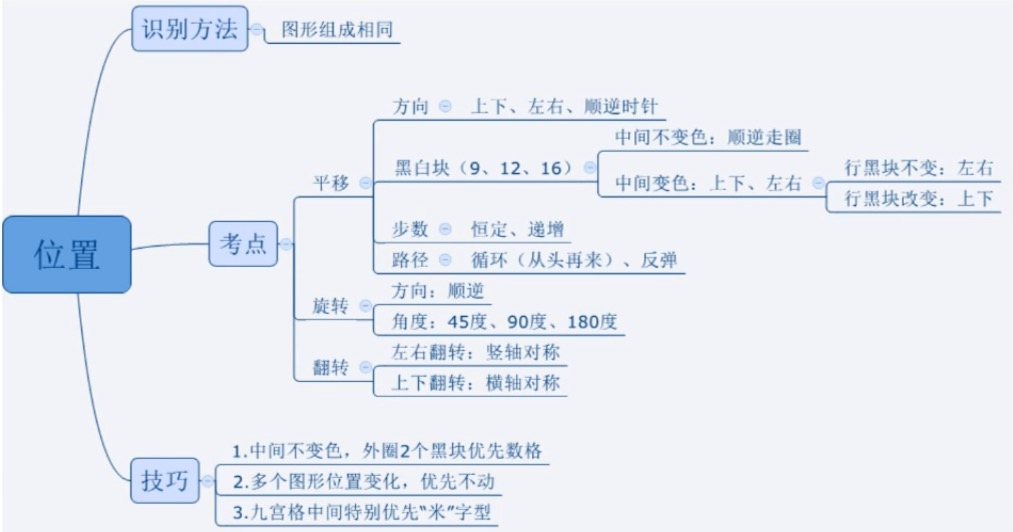 位置
识别方法
图形组成相同
考点
平移
方向
上下、左右、顺逆时针
黑白块（9、12、16）
中间不变色：顺逆走圈
中间变色：上下、左右
行黑块不变：左右
行黑块改变：上下
步数
恒定、递增
路径
循环（从头再来）、反弹
旋转
方向：顺逆
角度：45度、90度、180度
翻转
左右翻转：竖轴对称
上下翻转：横轴对称
技巧
1.中间不变色，外圈2个黑块优先数格
2.多个图形位置变化，优先不动
3.九宫格中间特别优先“米”字型